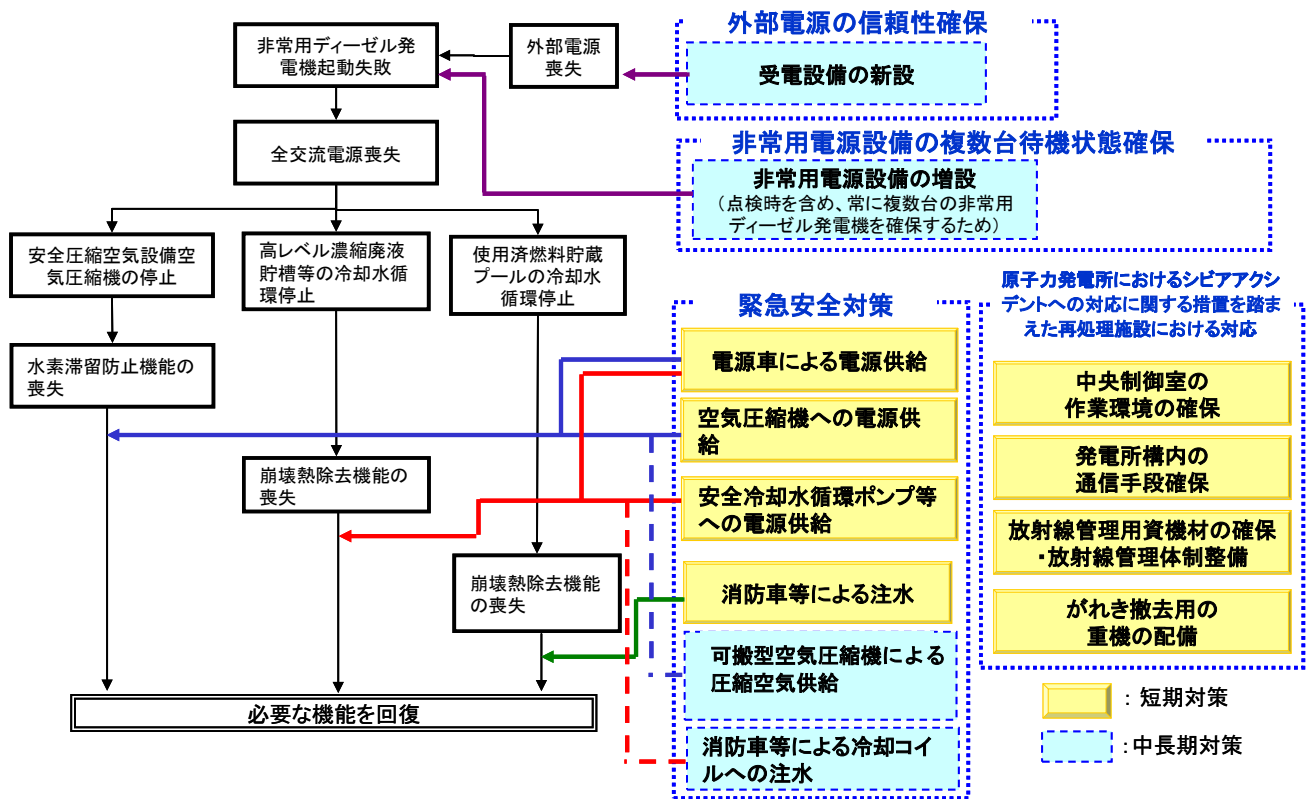 非常用ディーゼル発
電機起動失敗
外部電源
喪失
外部電源の信頼性確保
受電設備の新設
全交流電源喪失
非常用電源設備の複数台待機状態確保
非常用電源設備の増設
(点検時を含め、常に複数台の非常用
ディーゼル発電機を確保するため)
安全圧縮空気設備空
気圧縮機の停止
高レベル濃縮廃液
貯槽等の冷却水循
環停止
使用済燃料貯蔵
プールの冷却水
循環停止
水素滞留防止機能の
喪失
崩壊熱除去機能の
喪失
崩壊熱除去機能
の喪失
必要な機能を回復
緊急安全対策
電源車による電源供給
空気圧縮機への電源供
給
安全冷却水循環ポンプ等
への電源供給
消防車等による注水
可搬型空気圧縮機による
圧縮空気供給
消防車等による冷却コイ
ルへの注水
原子力発電所におけるシビアアクシ
デントへの対応に関する措置を踏ま
えた再処理施設における対応
中央制御室の
作業環境の確保
発電所構内の
通信手段確保
放射線管理用資機材の確保
・放射線管理体制整備
がれき撤去用の
重機の配備
：短期対策
：中長期対策